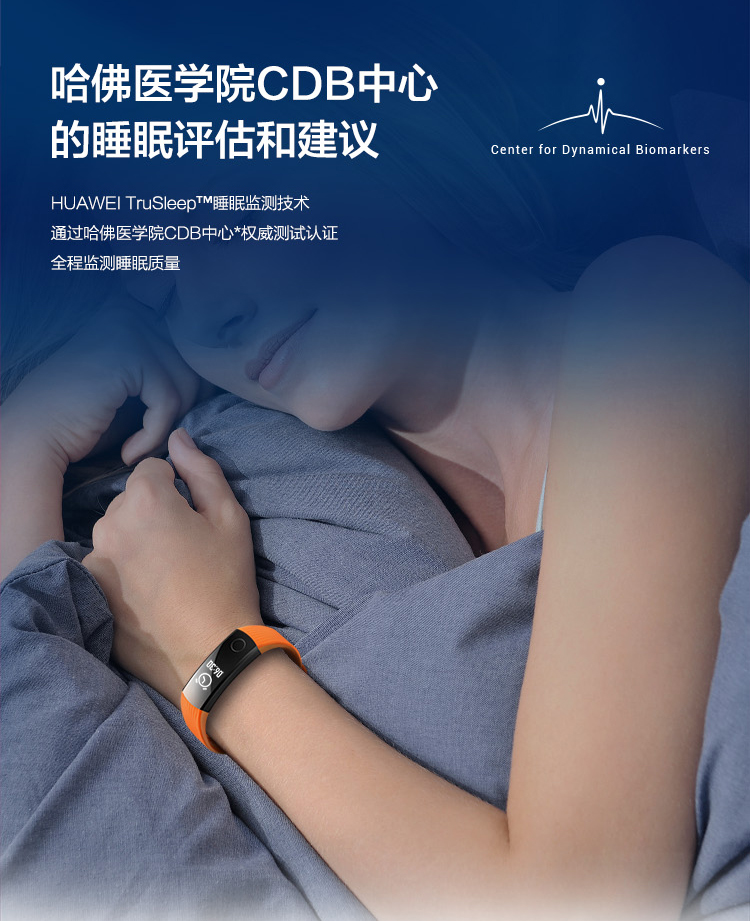 哈佛医学院CDB中心
的睡眠评估和建议
Center for Dynamical Biomarkers
HUAWEI TruSleep™睡眠监测技术
通过哈佛医学院CDB中心*权威测试认证
全程监测睡眠质量
06:30